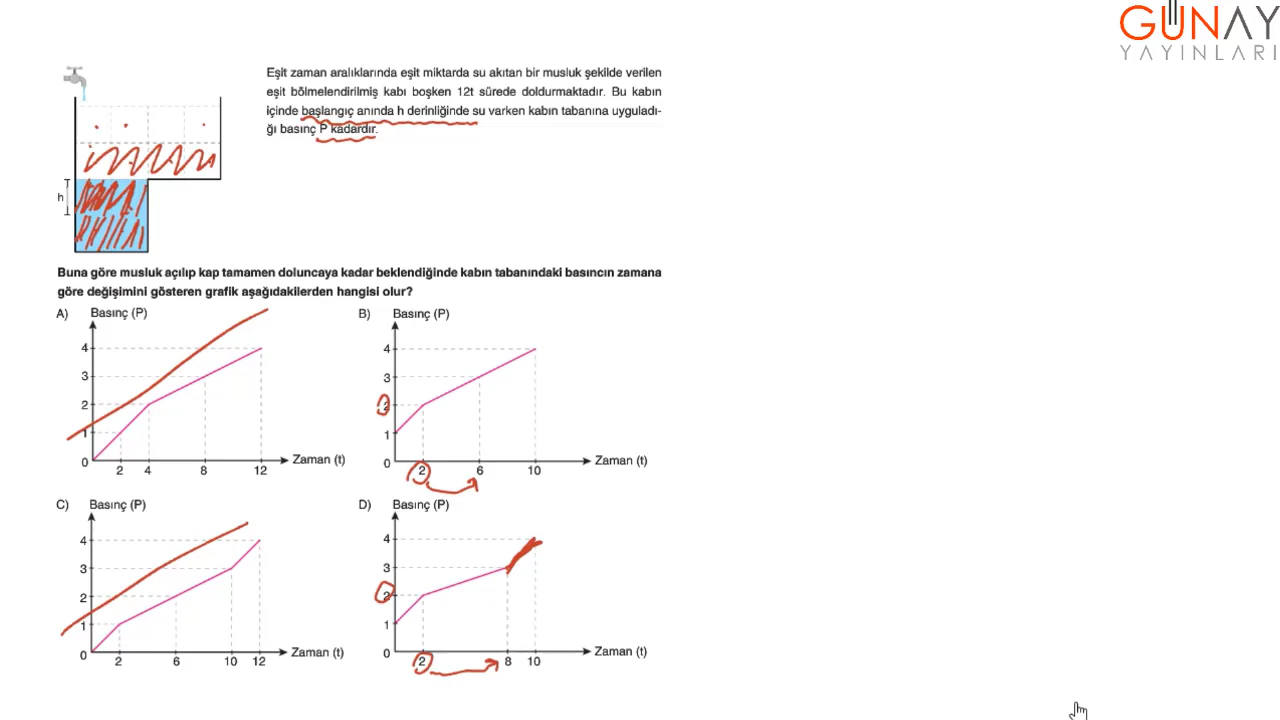 GÜNAY
YAYINLARI
Eşit zaman aralıklarında eşit miktarda su akıtan bir musluk şekilde verilen
eşit bölmelendirilmiş kabı boşken 12t sürede doldurmaktadır. Bu kabın
içinde başlangıç anında h derinliğinde su varken kabın tabanına uyguladı-
ğı basınç P kadardır.
h
Buna göre musluk açılıp kap tamamen doluncaya kadar beklendiğinde kabın tabanındaki basıncın zamana
göre değişimini gösteren grafik aşağıdakilerden hangisi olur?
A) Basınç (P)
4
3
2
1
0
2 4 8 12
Zaman (t)
B) Basınç (P)
4
3
2
1
0
2 6 10
Zaman (t)
C) Basınç (P)
4
3
2
1
0
2 6 10 12
Zaman (t)
D) Basınç (P)
4
3
2
1
0
2 8 10
Zaman (t)